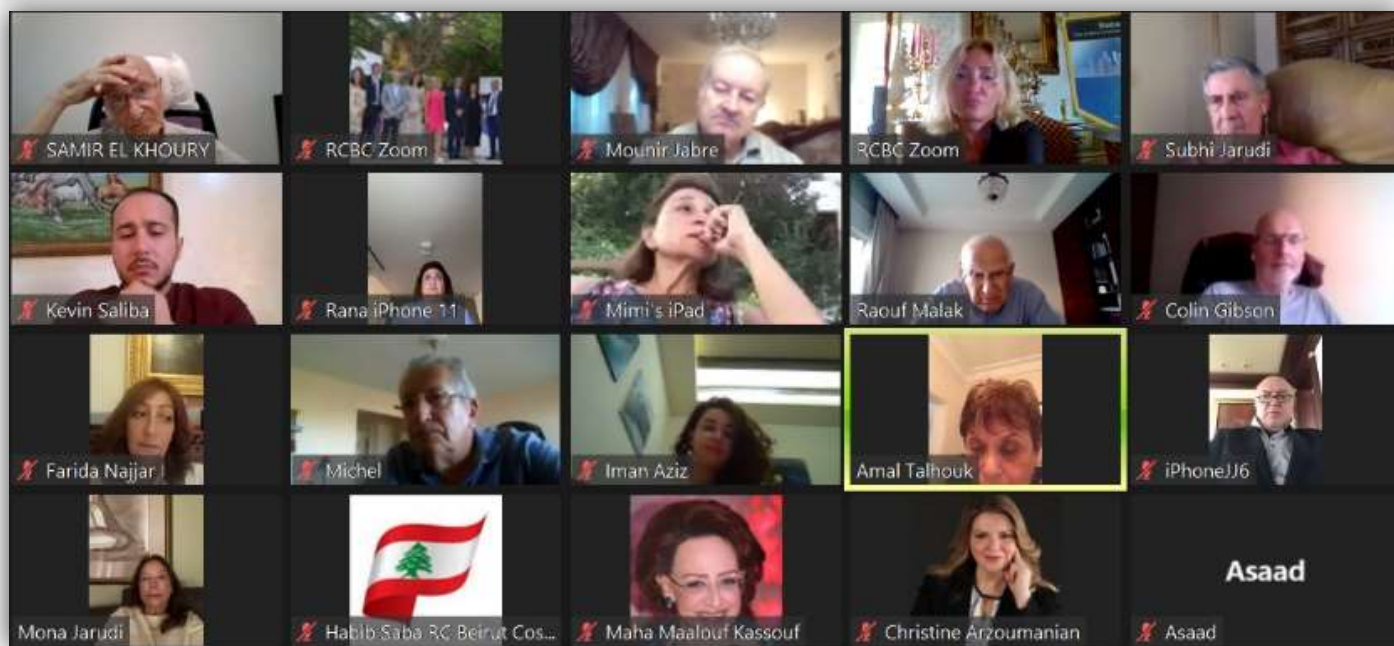 SAMIR EL KHOURY
RCBC Zoom
Mounir Jabre
RCBC Zoom
Subhi Jarudi
Kevin Saliba
Rana iPhone 11
Mimi's iPad
Raouf Malak
Colin Gibson
Farida Najjar
Michel
Iman Aziz
Amal Talhouk
iPhoneJJ6
Mona Jarudi
Habib Saba RC Beirut Cos...
Maha Maalouf Kassouf
Christine Arzoumanian
Asaad
Asaad